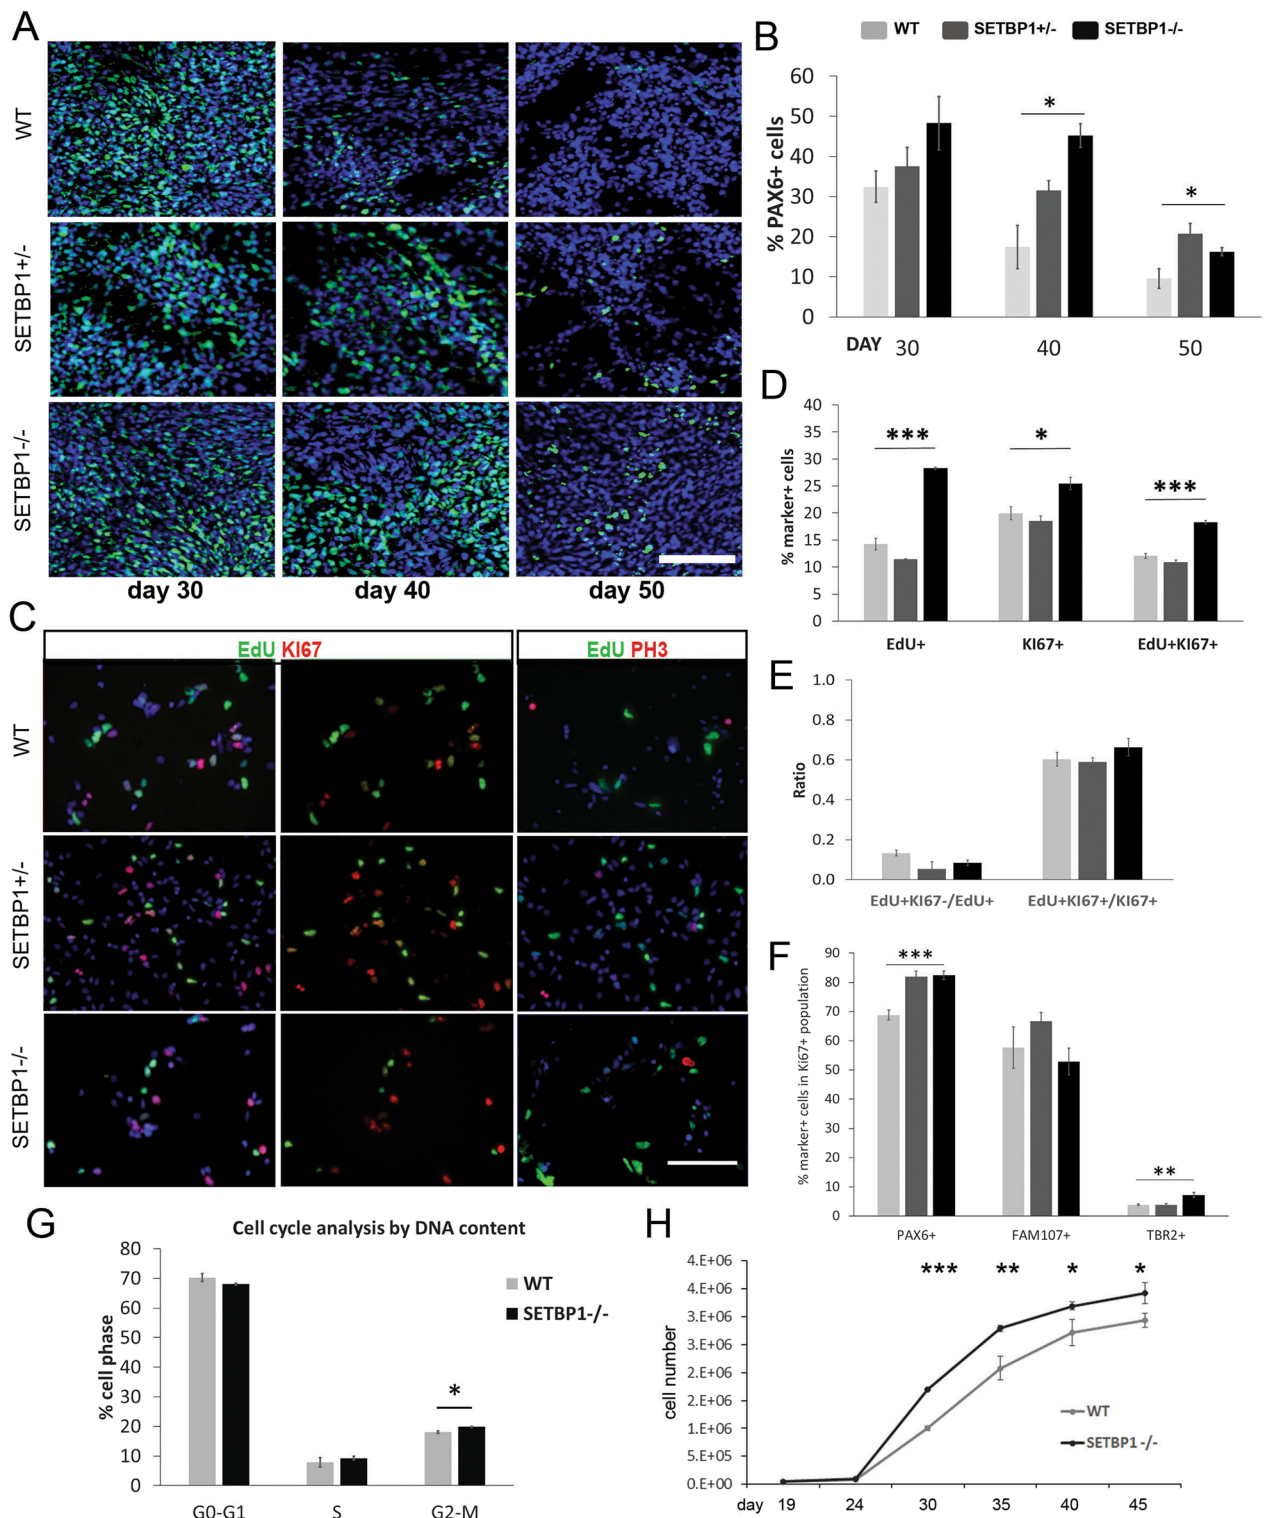 A
WT
SETBP1+/-
SETBP1-/-
day 30
day 40
day 50
B
WT
SETBP1+/-
SETBP1-/-
% PAX6+ cells
60
50
40
30
20
10
0
*
*
DAY 30 40 50
C
EdU KI67
EdU PH3
WT
SETBP1+/-
SETBP1-/-
D
% marker+ cells
40
35
30
25
20
15
10
5
0
***
*
***
EdU+
KI67+
EdU+KI67+
E
Ratio
1.0
0.8
0.6
0.4
0.2
0.0
EdU+KI67-/EdU+
EdU+KI67+/KI67+
F
% marker+ cells in Ki67+ population
90
80
70
60
50
40
30
20
10
0
***
**
PAX6+
FAM107+
TBR2+
G
Cell cycle analysis by DNA content
% cell phase
80
70
60
50
40
30
20
10
0
*
WT
SETBP1-/-
G0-G1
S
G2-M
H
cell number
4.E+06
3.E+06
3.E+06
2.E+06
2.E+06
1.E+06
1.E+06
5.E+05
0.E+00
***
**
*
*
WT
SETBP1 -/-
day 19 24 30 35 40 45